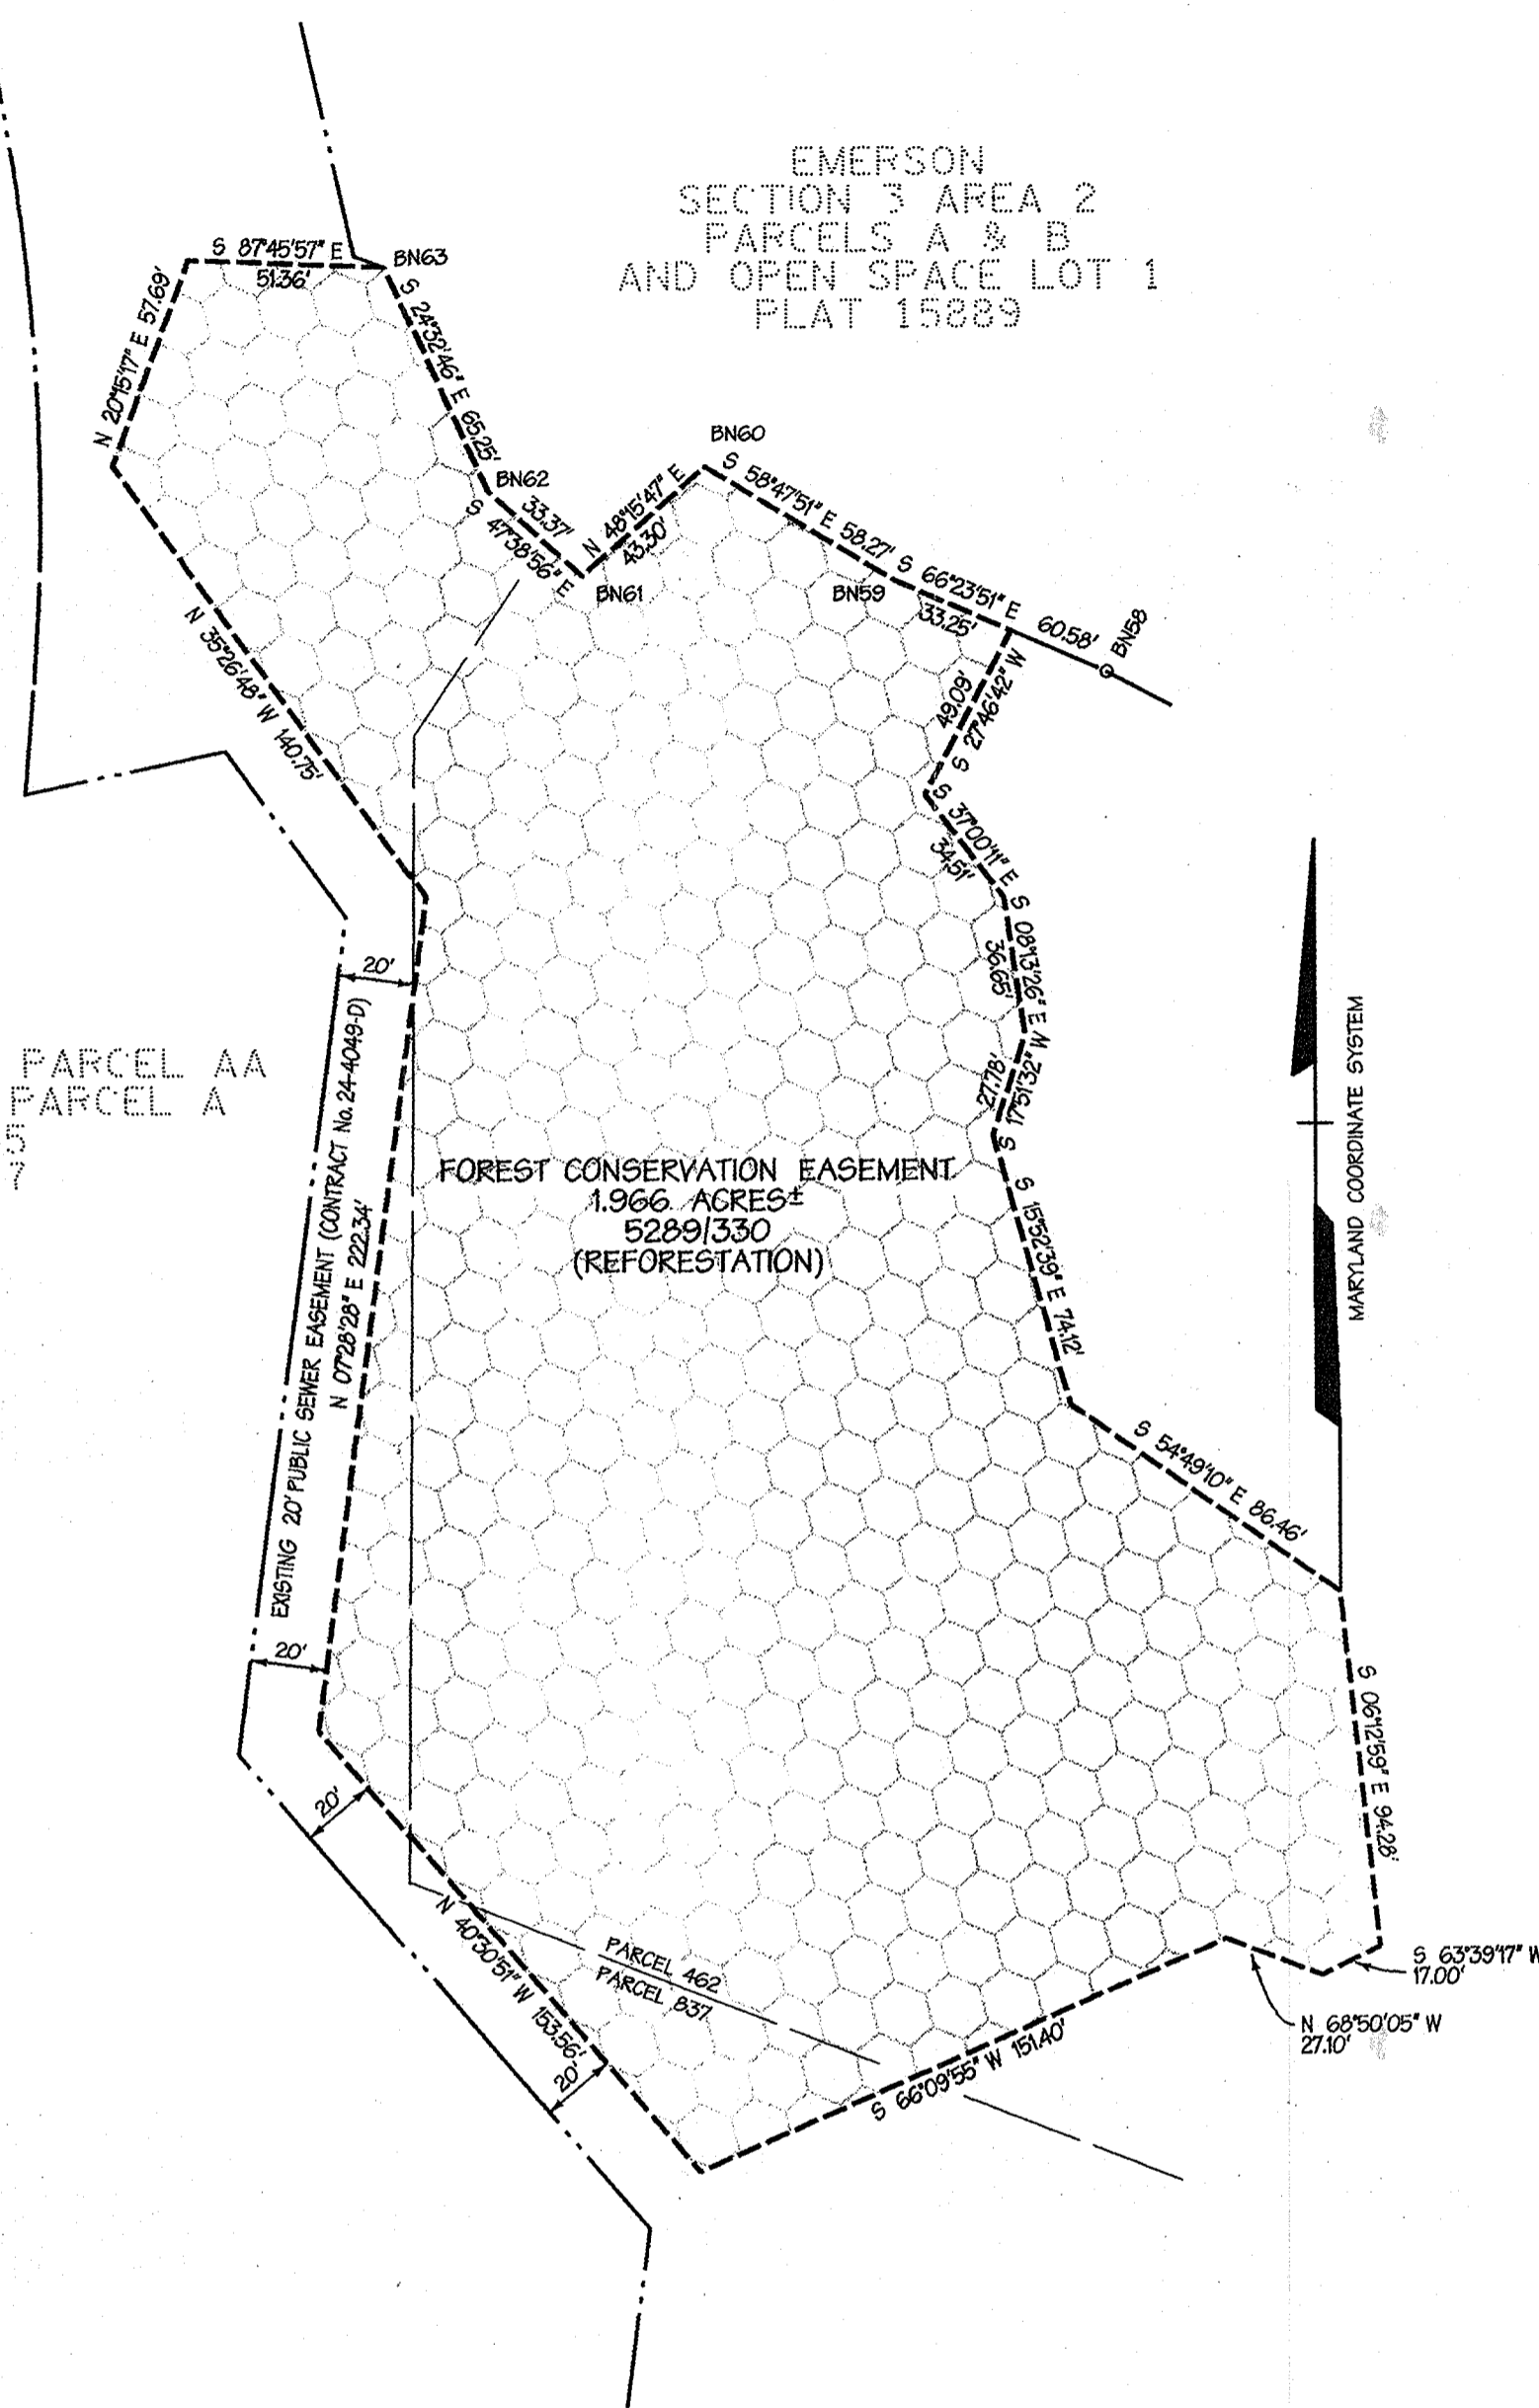 EMERSON
SECTION 3 AREA 2
PARCELS A & B
AND OPEN SPACE LOT 1
PLAT 15889
S 87°45'57" E
51.36'
BN63
N 20°15'17" E 57.69'
S 24°32'46" E 65.25'
BN62
33.37'
S 47°38'56" E
BN61
N 48°15'47" E
43.30'
BN60
S 58°47'51" E 58.27'
BN59
S 66°23'51" E
33.25'
60.58'
BN58
49.09'
S 27°46'42" W
N 35°26'48" W 140.75'
S 37°00'11" E
34.51'
S 08°13'26" E
36.65'
20'
27.78'
S 17°51'32" W
PARCEL AA
PARCEL A
5
7
MARYLAND COORDINATE SYSTEM
EXISTING 20' PUBLIC SEWER EASEMENT (CONTRACT No. 24-4049-D)
N 07°28'28" E 222.34'
FOREST CONSERVATION EASEMENT
1.966 ACRES±
5289/330
(REFORESTATION)
S 15°52'39" E 74.12'
S 54°49'10" E 86.46'
20'
S 06°12'59" E 94.28'
20'
N 40°30'51" W 153.56'
PARCEL 462
PARCEL 837
S 63°39'17" W
17.00'
N 68°50'05" W
27.10'
20'
S 66°09'55" W 151.40'